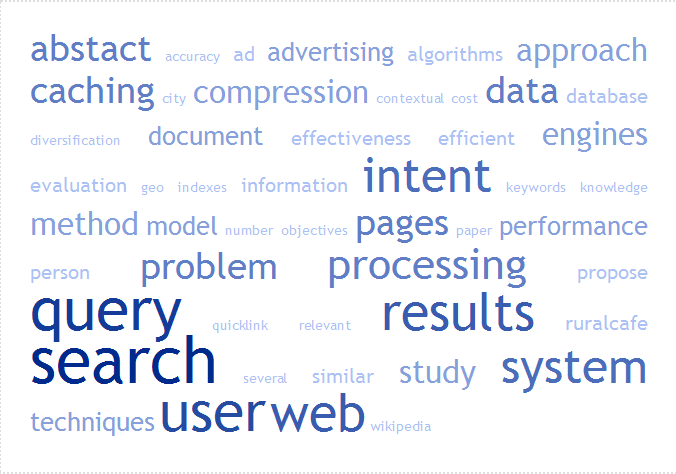 abstact accuracy ad advertising algorithms approach
caching city compression contextual cost data database
diversification document effectiveness efficient engines
evaluation geo indexes information intent keywords knowledge
method model number objectives pages paper performance
person problem processing propose
query quicklink relevant results ruralcafe
search several similar study system
techniques user web wikipedia